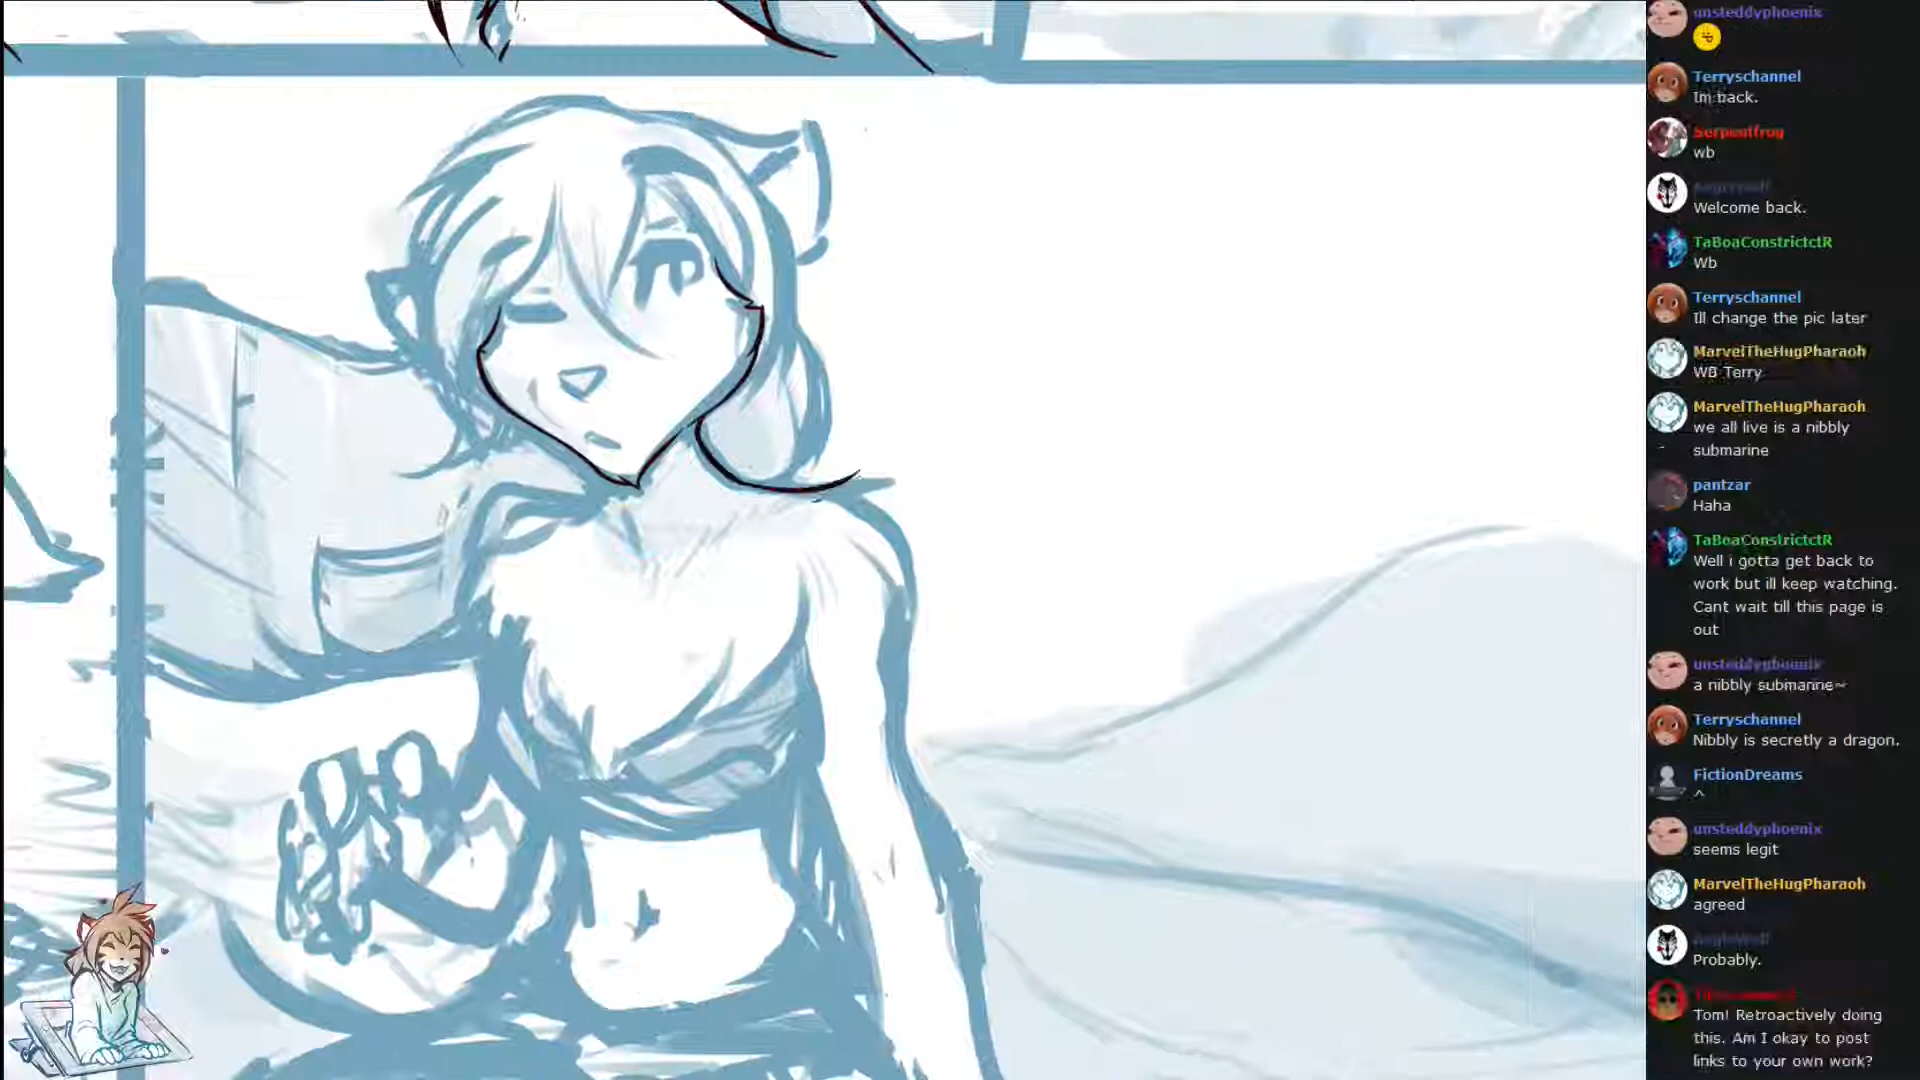 unsteddyphoenix
Terryschannel
Im back.
Serpentfrog
wb
Welcome back.
TaBoaConstrictctR
Wb
Terryschannel
Ill change the pic later
MarvelTheHugPharaoh
WB Terry
MarvelTheHugPharaoh
we all live is a nibbly
submarine
pantzar
Haha
TaBoaConstrictctR
Well i gotta get back to
work but ill keep watching.
Cant wait till this page is
out
unsteddyphoenix
a nibbly submarine~
Terryschannel
Nibbly is secretly a dragon.
FictionDreams
^
unsteddyphoenix
seems legit
MarvelTheHugPharaoh
agreed
Probably.
Tom! Retroactively doing
this. Am I okay to post
links to your own work?